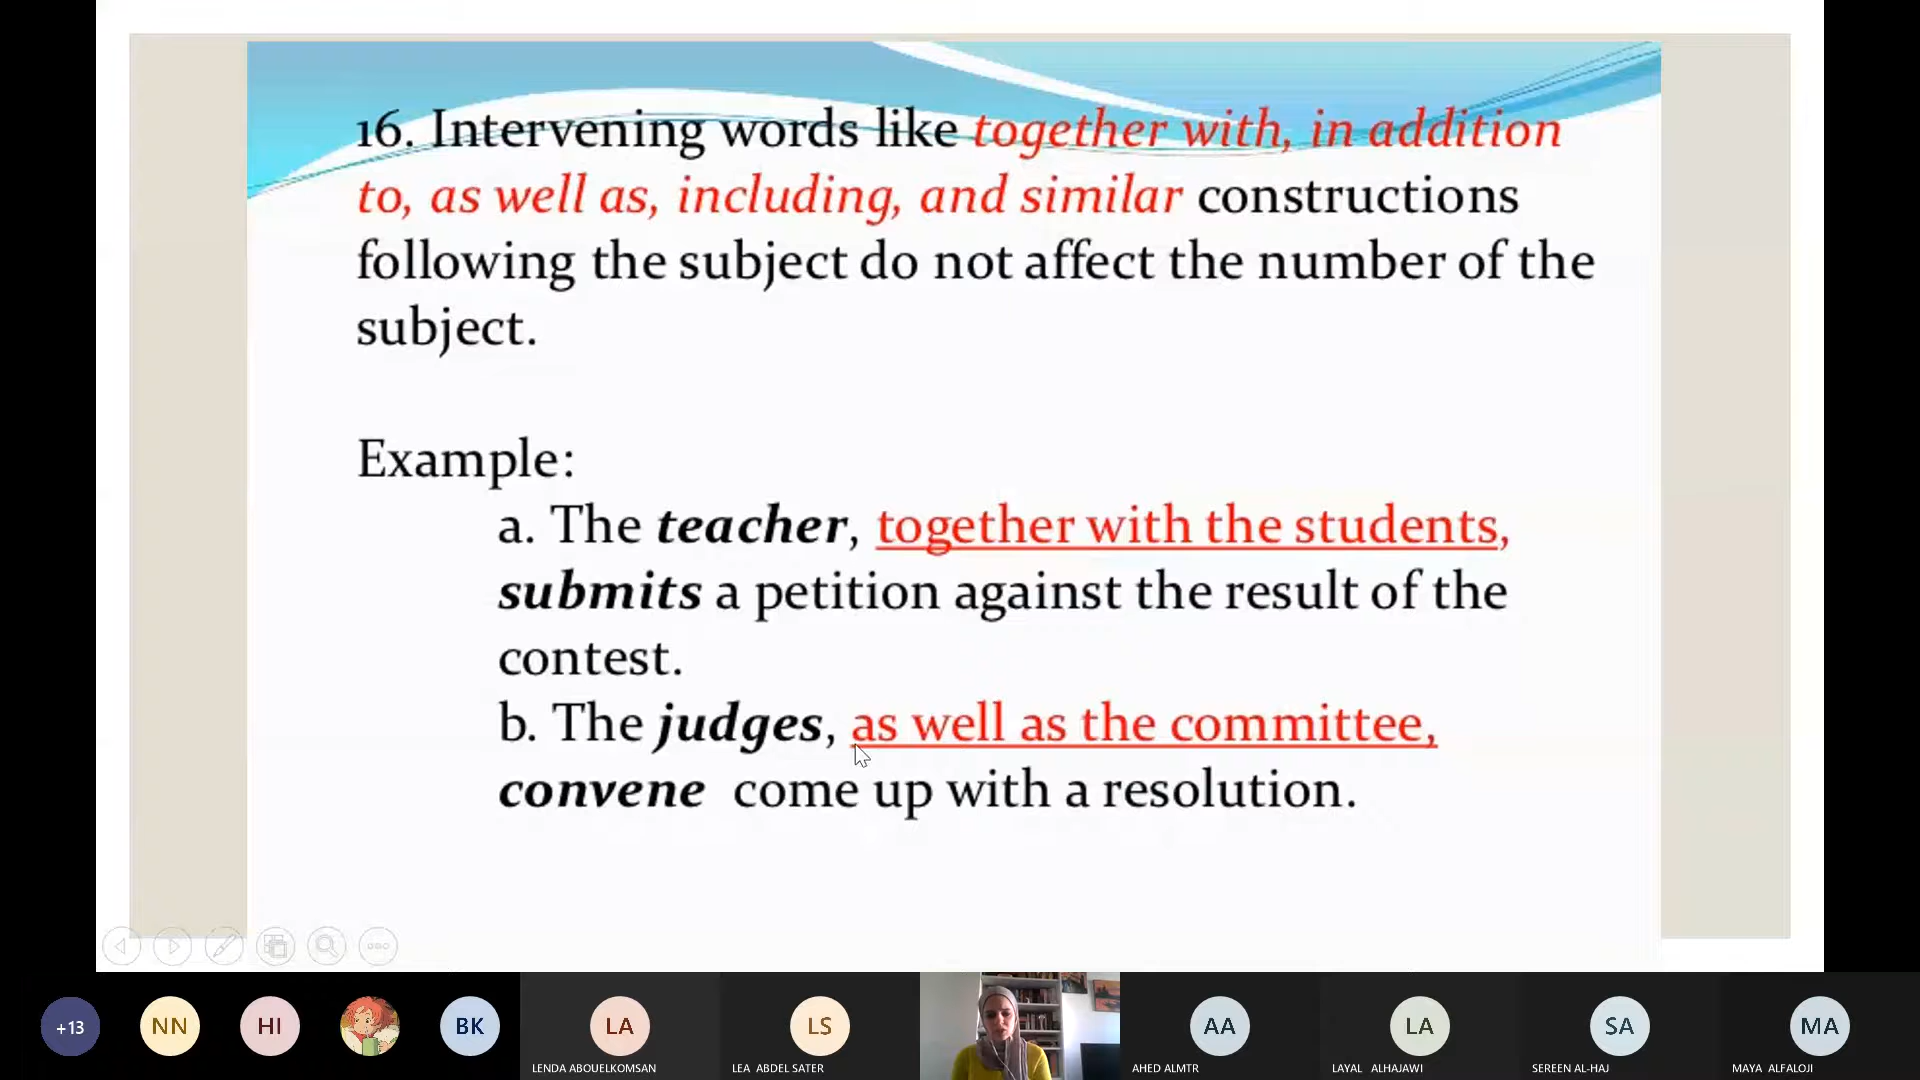 16. Intervening words like together with, in addition
to, as well as, including, and similar constructions
following the subject do not affect the number of the
subject.
Example:
a. The teacher, together with the students,
submits a petition against the result of the
contest.
b. The judges, as well as the committee,
convene come up with a resolution.
+13
NN
HI
BK
LA
LS
AA
LA
SA
MA
LENDA ABOUELKOMSAN
LEA ABDEL SATER
AHED ALMTR
LAYAL ALHAJAWI
SEREEN AL-HAJ
MAYA ALFALOJI